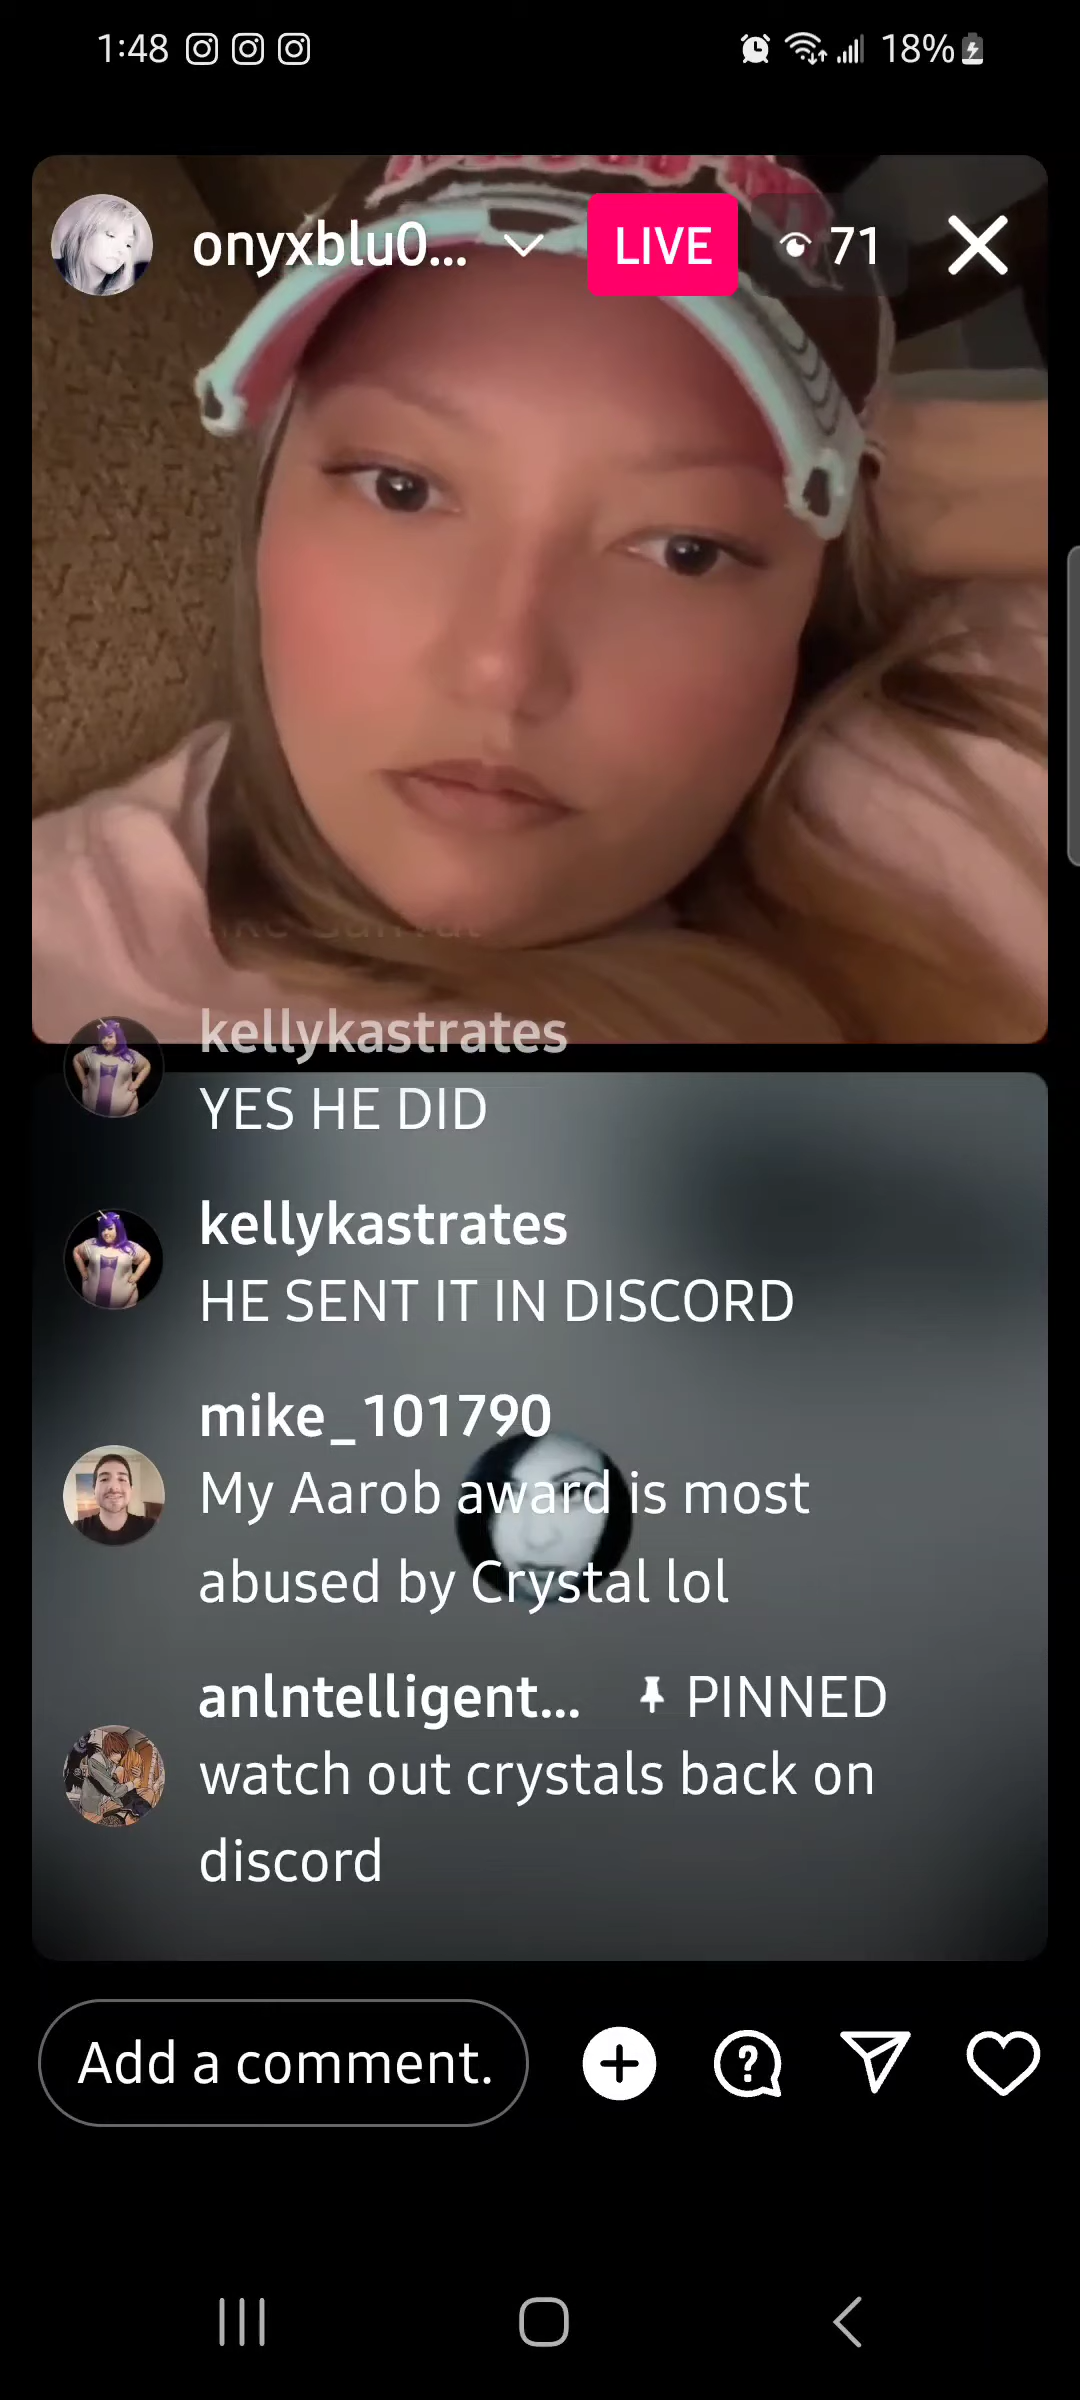 1:48
18%
onyxblu0...
LIVE
71
kellykastrates
YES HE DID
kellykastrates
HE SENT IT IN DISCORD
mike_101790
My Aarob award is most
abused by Crystal lol
anlntelligent...
PINNED
watch out crystals back on
discord
Add a comment.